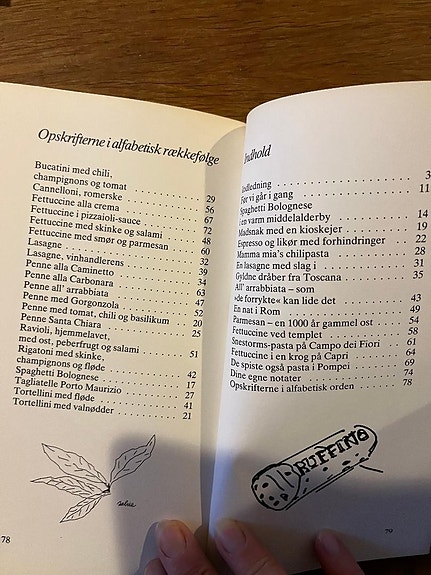 Opskrifterne i alfabetisk rækkefølge
Bucatini med chili,
champignons og tomat . . . . . . . . . . 29
Cannelloni, romerske . . . . . . . . . . 56
Fettuccine alla crema . . . . . . . . . . 67
Fettuccine i pizzaioli-sauce . . . . . . . 72
Fettuccine med skinke og salami . . . . 48
Fettuccine med smør og parmesan . . . . 60
Lasagne . . . . . . . . . . . . . . . . 32
Lasagne, vinhandlerens . . . . . . . . . 39
Penne alla Caminetto . . . . . . . . . . 34
Penne alla Carbonara . . . . . . . . . . 63
Penne all' arrabbiata . . . . . . . . . . 47
Penne med Gorgonzola . . . . . . . . . . 52
Penne med tomat, chili og basilikum . . 20
Penne Santa Chiara . . . . . . . . . . . 25
Ravioli, hjemmelavet,
med ost, peberfrugt og salami . . . . . 51
Rigatoni med skinke,
champignons og fløde . . . . . . . . . . 42
Spaghetti Bolognese . . . . . . . . . . 17
Tagliatelle Porto Maurizio . . . . . . . 27
Tortellini med fløde . . . . . . . . . . 41
Tortellini med valnødder . . . . . . . . 21
78
Indhold
Indledning . . . . . . . . . . . . . . . 3
Før vi går i gang . . . . . . . . . . . . 11
Spaghetti Bolognese
i en varm middelalderby . . . . . . . . 14
Madsnak med en kioskejer . . . . . . . . 19
Espresso og likør med forhindringer . . 22
Mamma mia's chilipasta . . . . . . . . . 28
En lasagne med slag i . . . . . . . . . . 31
Gyldne dråber fra Toscana . . . . . . . 35
All' arrabbiata – som
»de forrykte« kan lide det . . . . . . . 43
En nat i Rom . . . . . . . . . . . . . . 49
Parmesan – en 1000 år gammel ost . . . . 54
Fettuccine ved templet . . . . . . . . . 58
Snestorms-pasta på Campo dei Fiori . . . 61
Fettuccine i en krog på Capri . . . . . 64
De spiste også pasta i Pompei . . . . . 69
Dine egne notater . . . . . . . . . . . 74
Opskrifterne i alfabetisk orden . . . . 78
RUFFINO
79